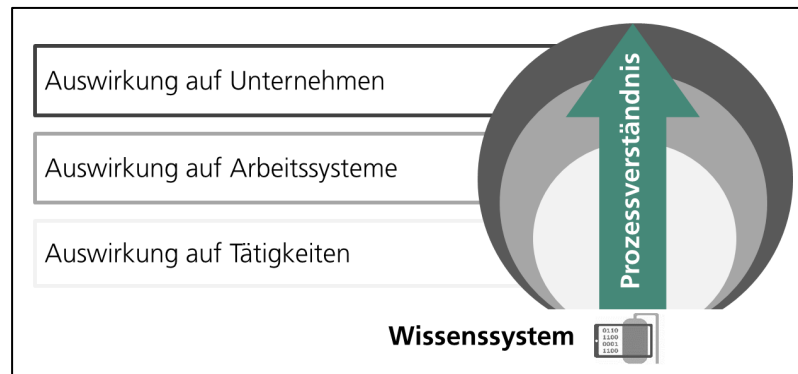 Auswirkung auf Unternehmen
Auswirkung auf Arbeitssysteme
Auswirkung auf Tätigkeiten
Prozessverständnis
Wissenssystem
0110
1100
0001
1100